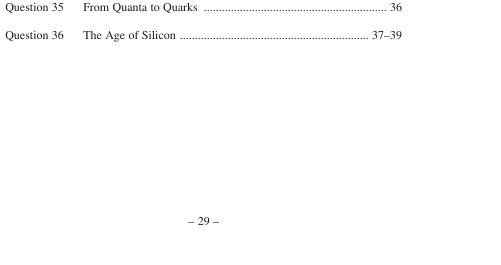 Question 35 From Quanta to Quarks ............................................................. 36
Question 36 The Age of Silicon ............................................................... 37–39
– 29 –